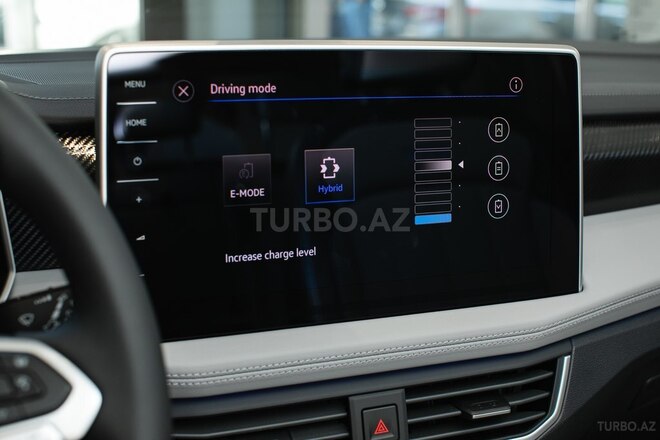 MENU
HOME
Driving mode
E-MODE
Hybrid
TURBO.AZ
Increase charge level
TURBO.AZ